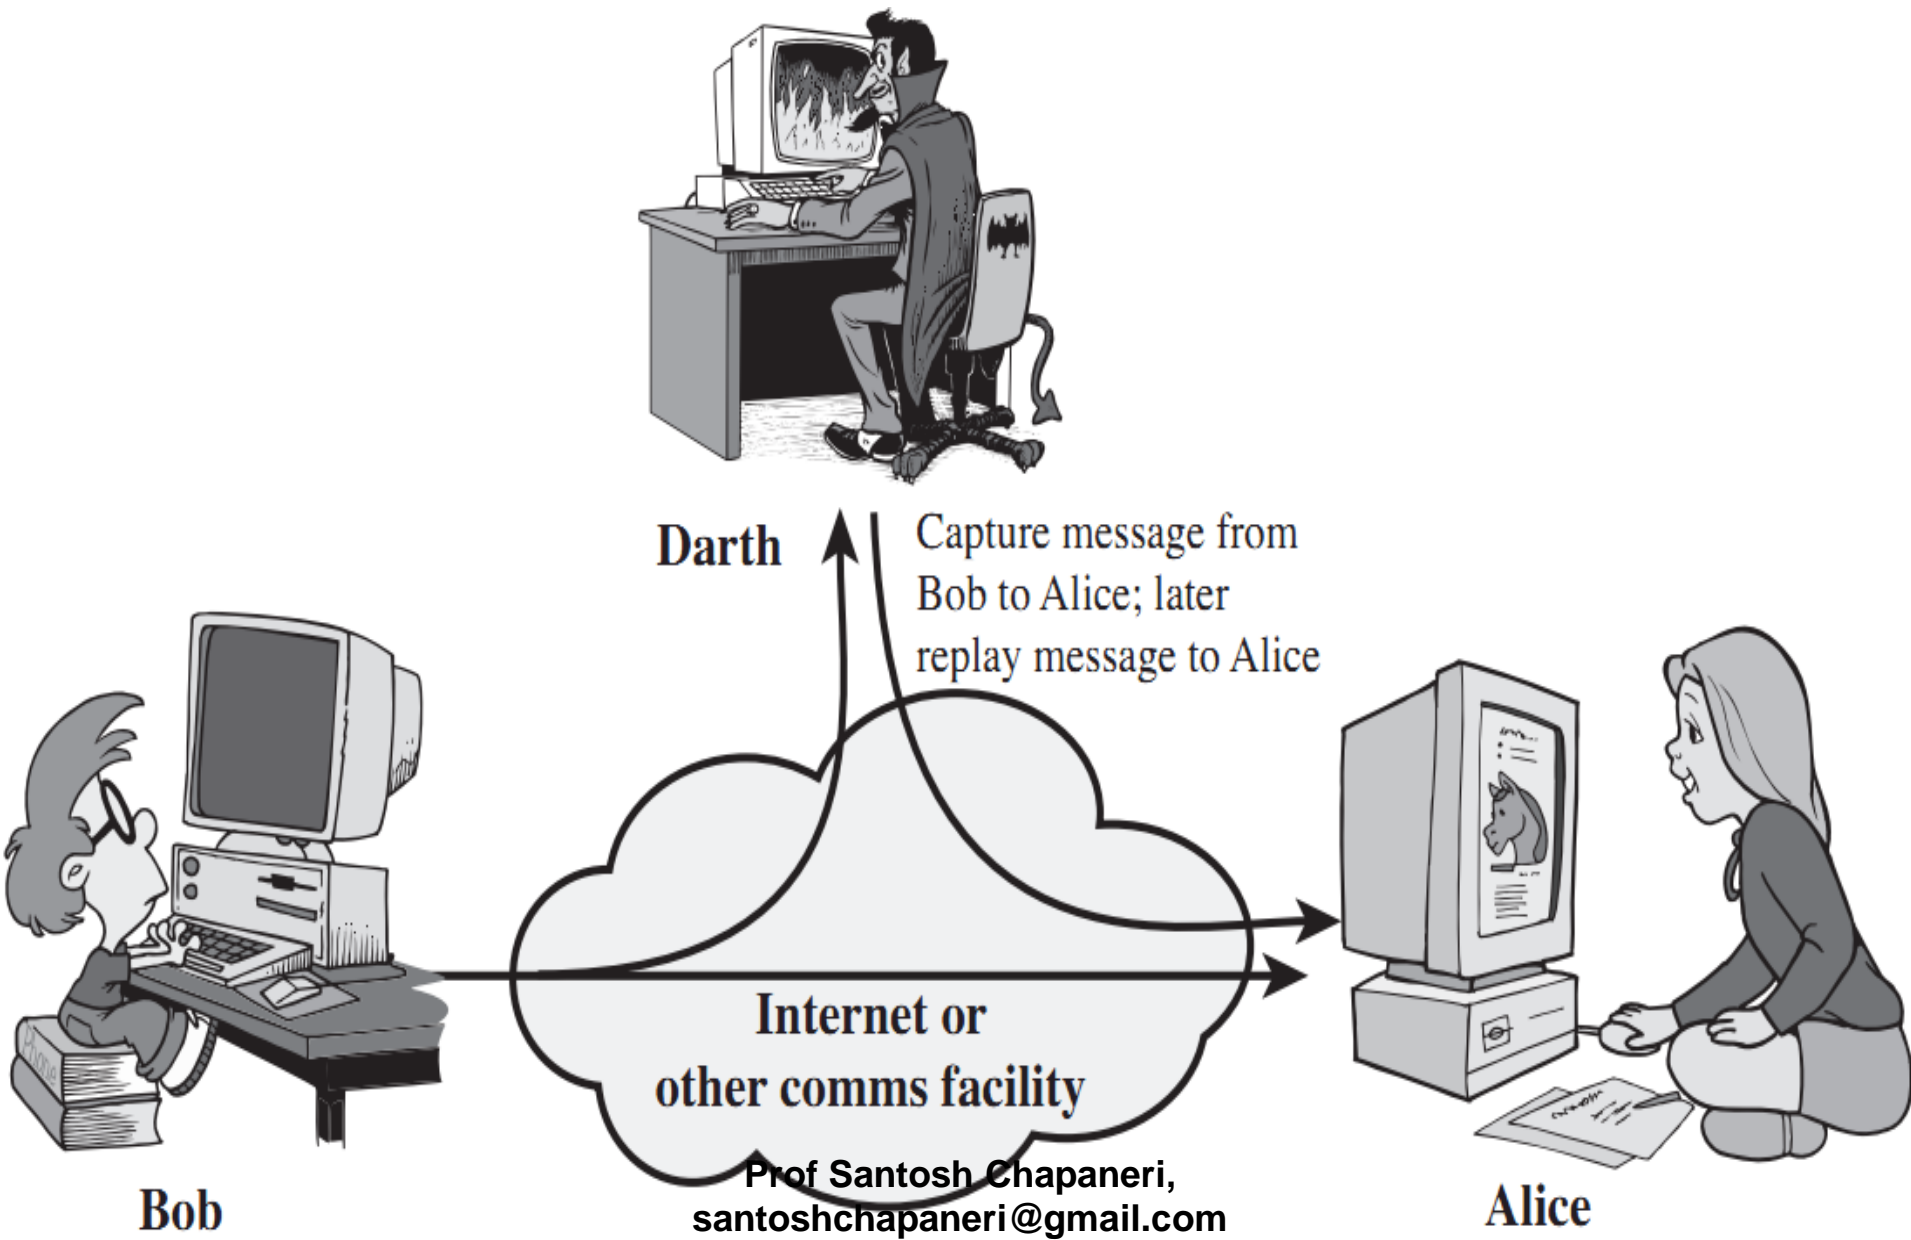 Darth
Capture message from
Bob to Alice; later
replay message to Alice
Internet or
other comms facility
Phone
Prof Santosh Chapaneri,
santoshchapaneri@gmail.com
Bob
Alice